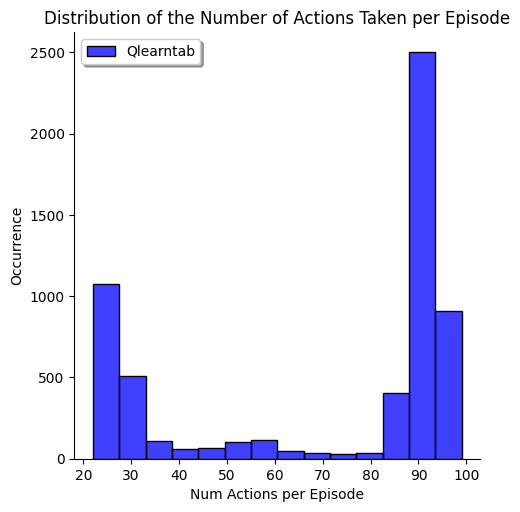 Distribution of the Number of Actions Taken per Episode
Qlearntab
2500
2000
1500
1000
500
0
Occurrence
20 30 40 50 60 70 80 90 100
Num Actions per Episode